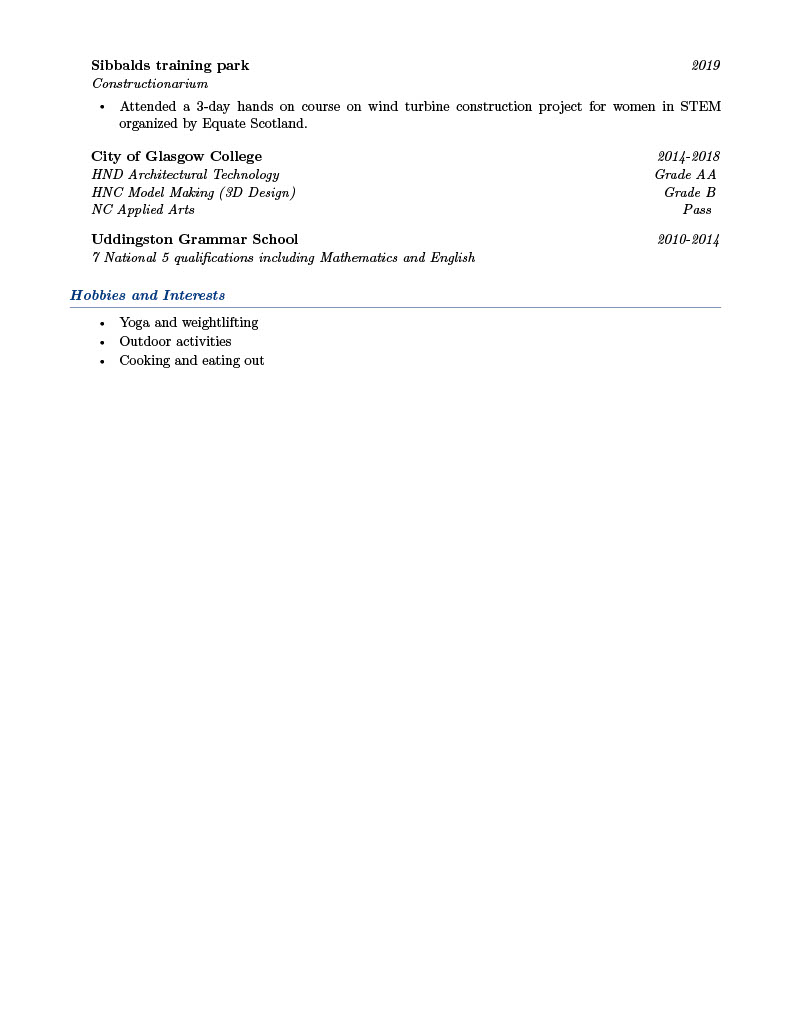 Sibbalds training park 2019
Constructionarium
• Attended a 3-day hands on course on wind turbine construction project for women in STEM
organized by Equate Scotland.
City of Glasgow College 2014-2018
HND Architectural Technology Grade AA
HNC Model Making (3D Design) Grade B
NC Applied Arts Pass
Uddingston Grammar School 2010-2014
7 National 5 qualifications including Mathematics and English
Hobbies and Interests
• Yoga and weightlifting
• Outdoor activities
• Cooking and eating out